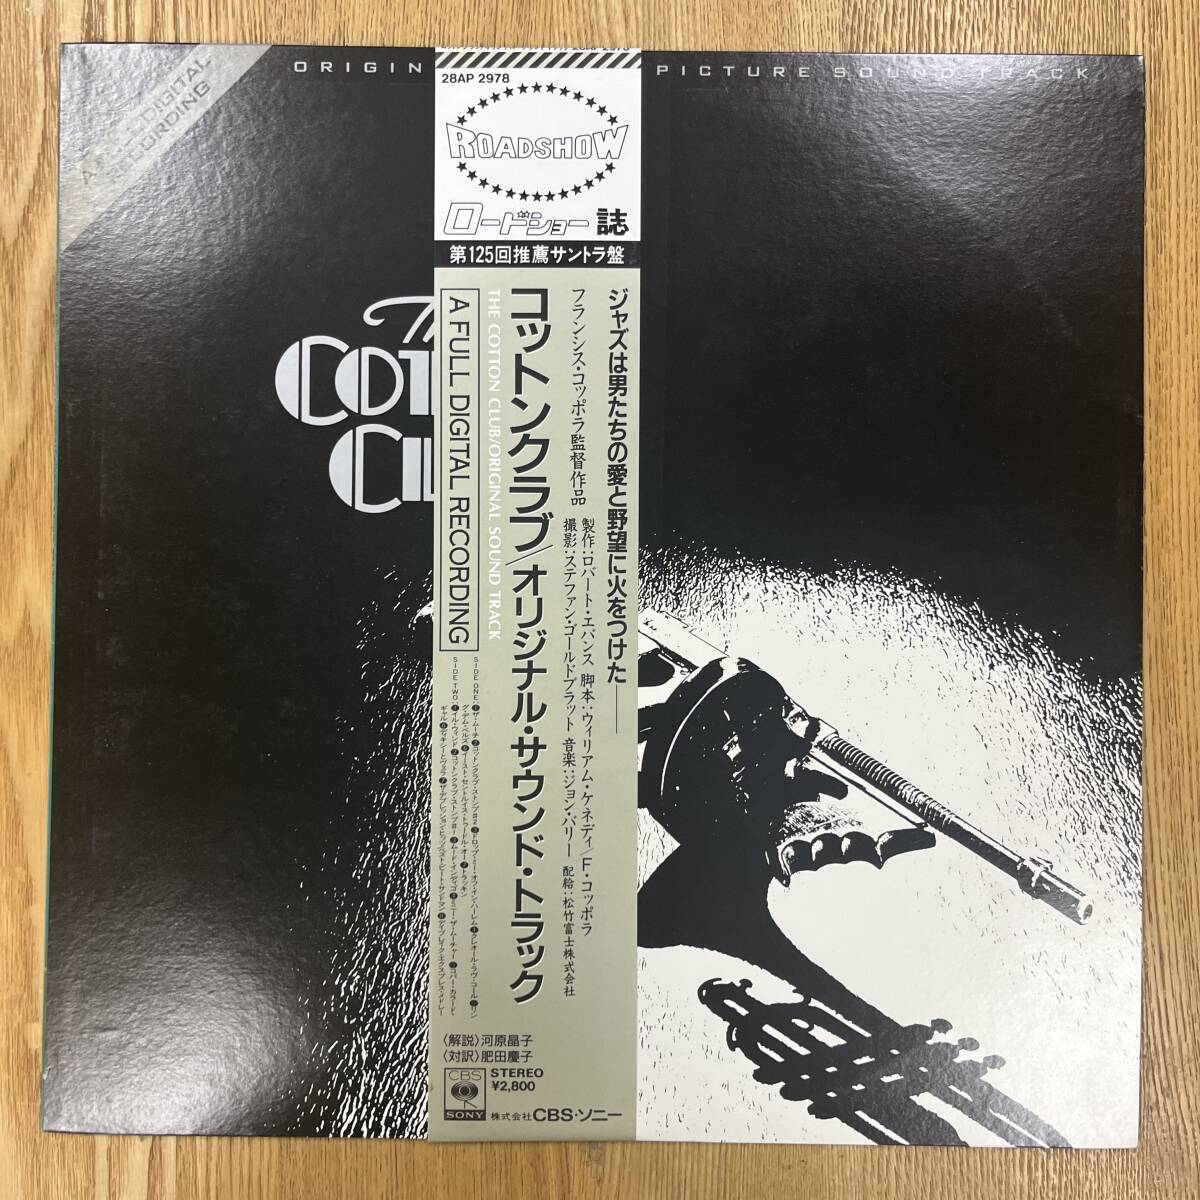 ORIGIN
PICTURE SOUND TRACK
DIGITAL
RECORDING
28AP 2978
ROADSHOW
ロードショー 誌
第125回推薦サントラ盤
ジャズは男たちの愛と野望に火をつけた——
フランシス・コッポラ監督作品
製作:ロバート・エバンス 脚本:ウィリアム・ケネディ/F・コッポラ
撮影:ステファン・ゴールドブラット 音楽:ジョン・バリー 配給:松竹富士株式会社
コットンクラブ/オリジナル・サウンド・トラック
THE COTTON CLUB/ORIGINAL SOUND TRACK
A FULL DIGITAL RECORDING
SIDE ONE
SIDE TWO
COT
CL
〈解説〉河原晶子
〈対訳〉肥田慶子
CBS
SONY
STEREO
¥2,800
株式会社CBS・ソニー